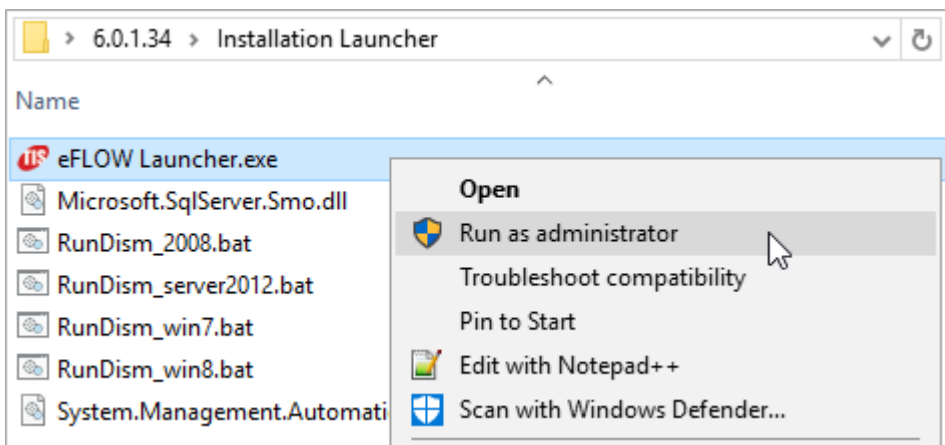 6.0.1.34 > Installation Launcher
Name
TIS eFLOW Launcher.exe
Microsoft.SqlServer.Smo.dll
RunDism_2008.bat
RunDism_server2012.bat
RunDism_win7.bat
RunDism_win8.bat
System.Management.Automati
Open
Run as administrator
Troubleshoot compatibility
Pin to Start
Edit with Notepad++
Scan with Windows Defender...